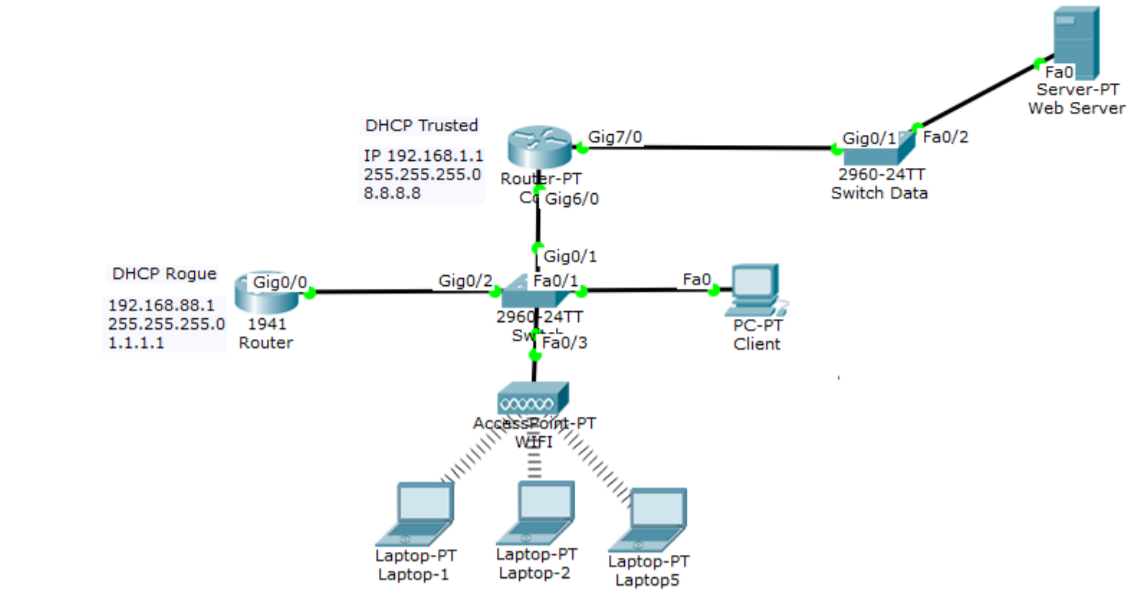 Fa0
Server-PT
Web Server
DHCP Trusted
IP 192.168.1.1
255.255.255.0
8.8.8.8
Gig7/0
Gig0/1
Fa0/2
Router-PT
Gig6/0
2960-24TT
Switch Data
Gig0/1
DHCP Rogue
192.168.88.1
255.255.255.0
1.1.1.1
Gig0/0
1941
Router
Gig0/2
Fa0/1
2960-24TT
Fa0
PC-PT
Client
Fa0/3
AccessPoint-PT
WIFI
Laptop-PT
Laptop-1
Laptop-PT
Laptop-2
Laptop-PT
Laptop5